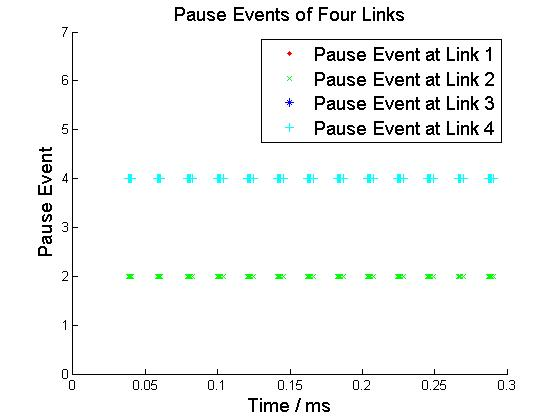 Pause Events of Four Links
7
6
5
4
3
2
1
0
Pause Event
Pause Event at Link 1
Pause Event at Link 2
Pause Event at Link 3
Pause Event at Link 4
0 0.05 0.1 0.15 0.2 0.25 0.3
Time / ms